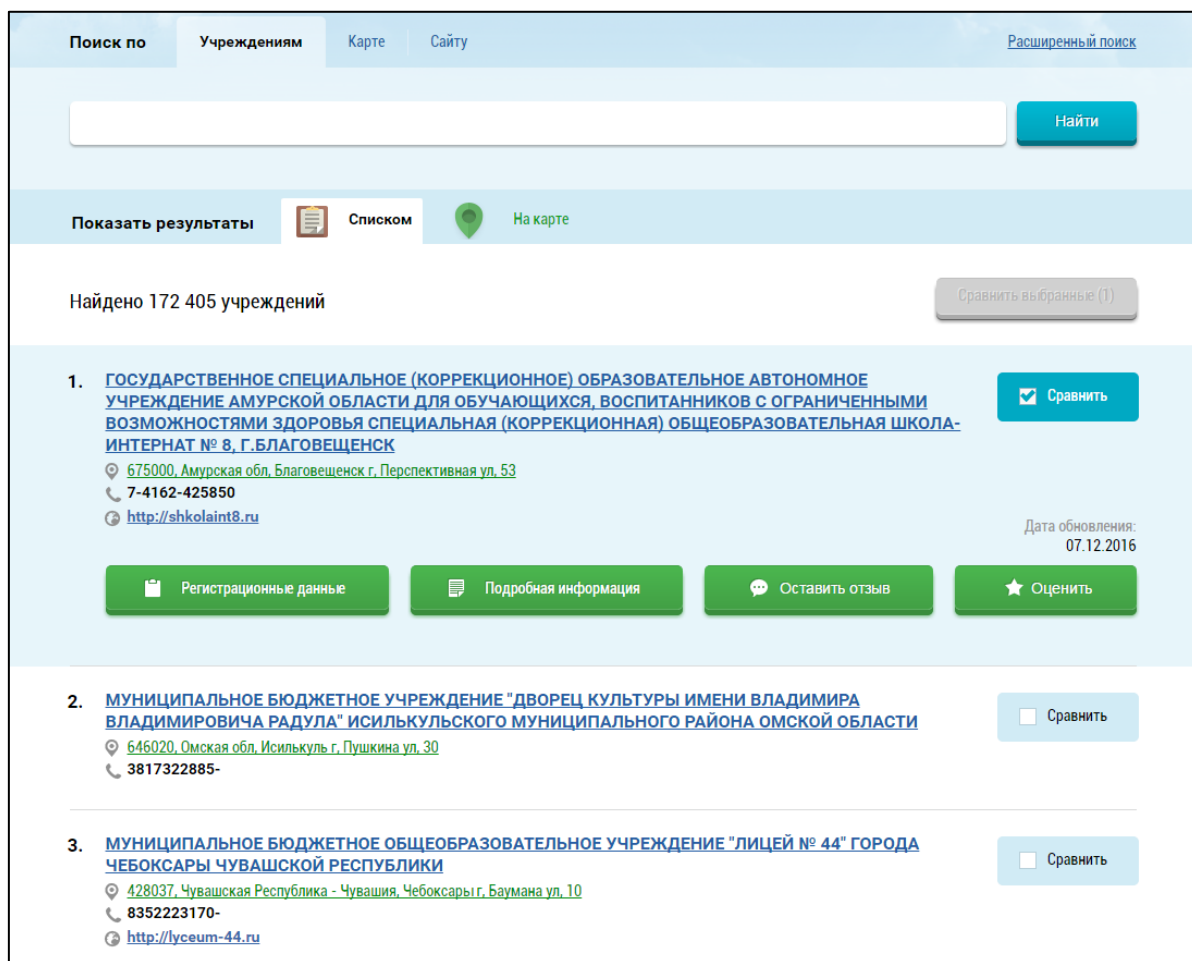 Поиск по Учреждениям Карте Сайту Расширенный поиск
Найти
Показать результаты Списком На карте
Найдено 172 405 учреждений Сравнить выбранные (1)
1. ГОСУДАРСТВЕННОЕ СПЕЦИАЛЬНОЕ (КОРРЕКЦИОННОЕ) ОБРАЗОВАТЕЛЬНОЕ АВТОНОМНОЕ
УЧРЕЖДЕНИЕ АМУРСКОЙ ОБЛАСТИ ДЛЯ ОБУЧАЮЩИХСЯ, ВОСПИТАННИКОВ С ОГРАНИЧЕННЫМИ
ВОЗМОЖНОСТЯМИ ЗДОРОВЬЯ СПЕЦИАЛЬНАЯ (КОРРЕКЦИОННАЯ) ОБЩЕОБРАЗОВАТЕЛЬНАЯ ШКОЛА-
ИНТЕРНАТ № 8, Г.БЛАГОВЕЩЕНСК
Сравнить
675000, Амурская обл, Благовещенск г, Перспективная ул, 53
7-4162-425850
http://shkolaint8.ru
Дата обновления:
07.12.2016
Регистрационные данные Подробная информация Оставить отзыв Оценить
2. МУНИЦИПАЛЬНОЕ БЮДЖЕТНОЕ УЧРЕЖДЕНИЕ "ДВОРЕЦ КУЛЬТУРЫ ИМЕНИ ВЛАДИМИРА
ВЛАДИМИРОВИЧА РАДУЛА" ИСИЛЬКУЛЬСКОГО МУНИЦИПАЛЬНОГО РАЙОНА ОМСКОЙ ОБЛАСТИ
Сравнить
646020, Омская обл, Исилькуль г, Пушкина ул, 30
3817322885-
3. МУНИЦИПАЛЬНОЕ БЮДЖЕТНОЕ ОБЩЕОБРАЗОВАТЕЛЬНОЕ УЧРЕЖДЕНИЕ "ЛИЦЕЙ № 44" ГОРОДА
ЧЕБОКСАРЫ ЧУВАШСКОЙ РЕСПУБЛИКИ
Сравнить
428037, Чувашская Республика - Чувашия, Чебоксары г, Баумана ул, 10
8352223170-
http://lyceum-44.ru